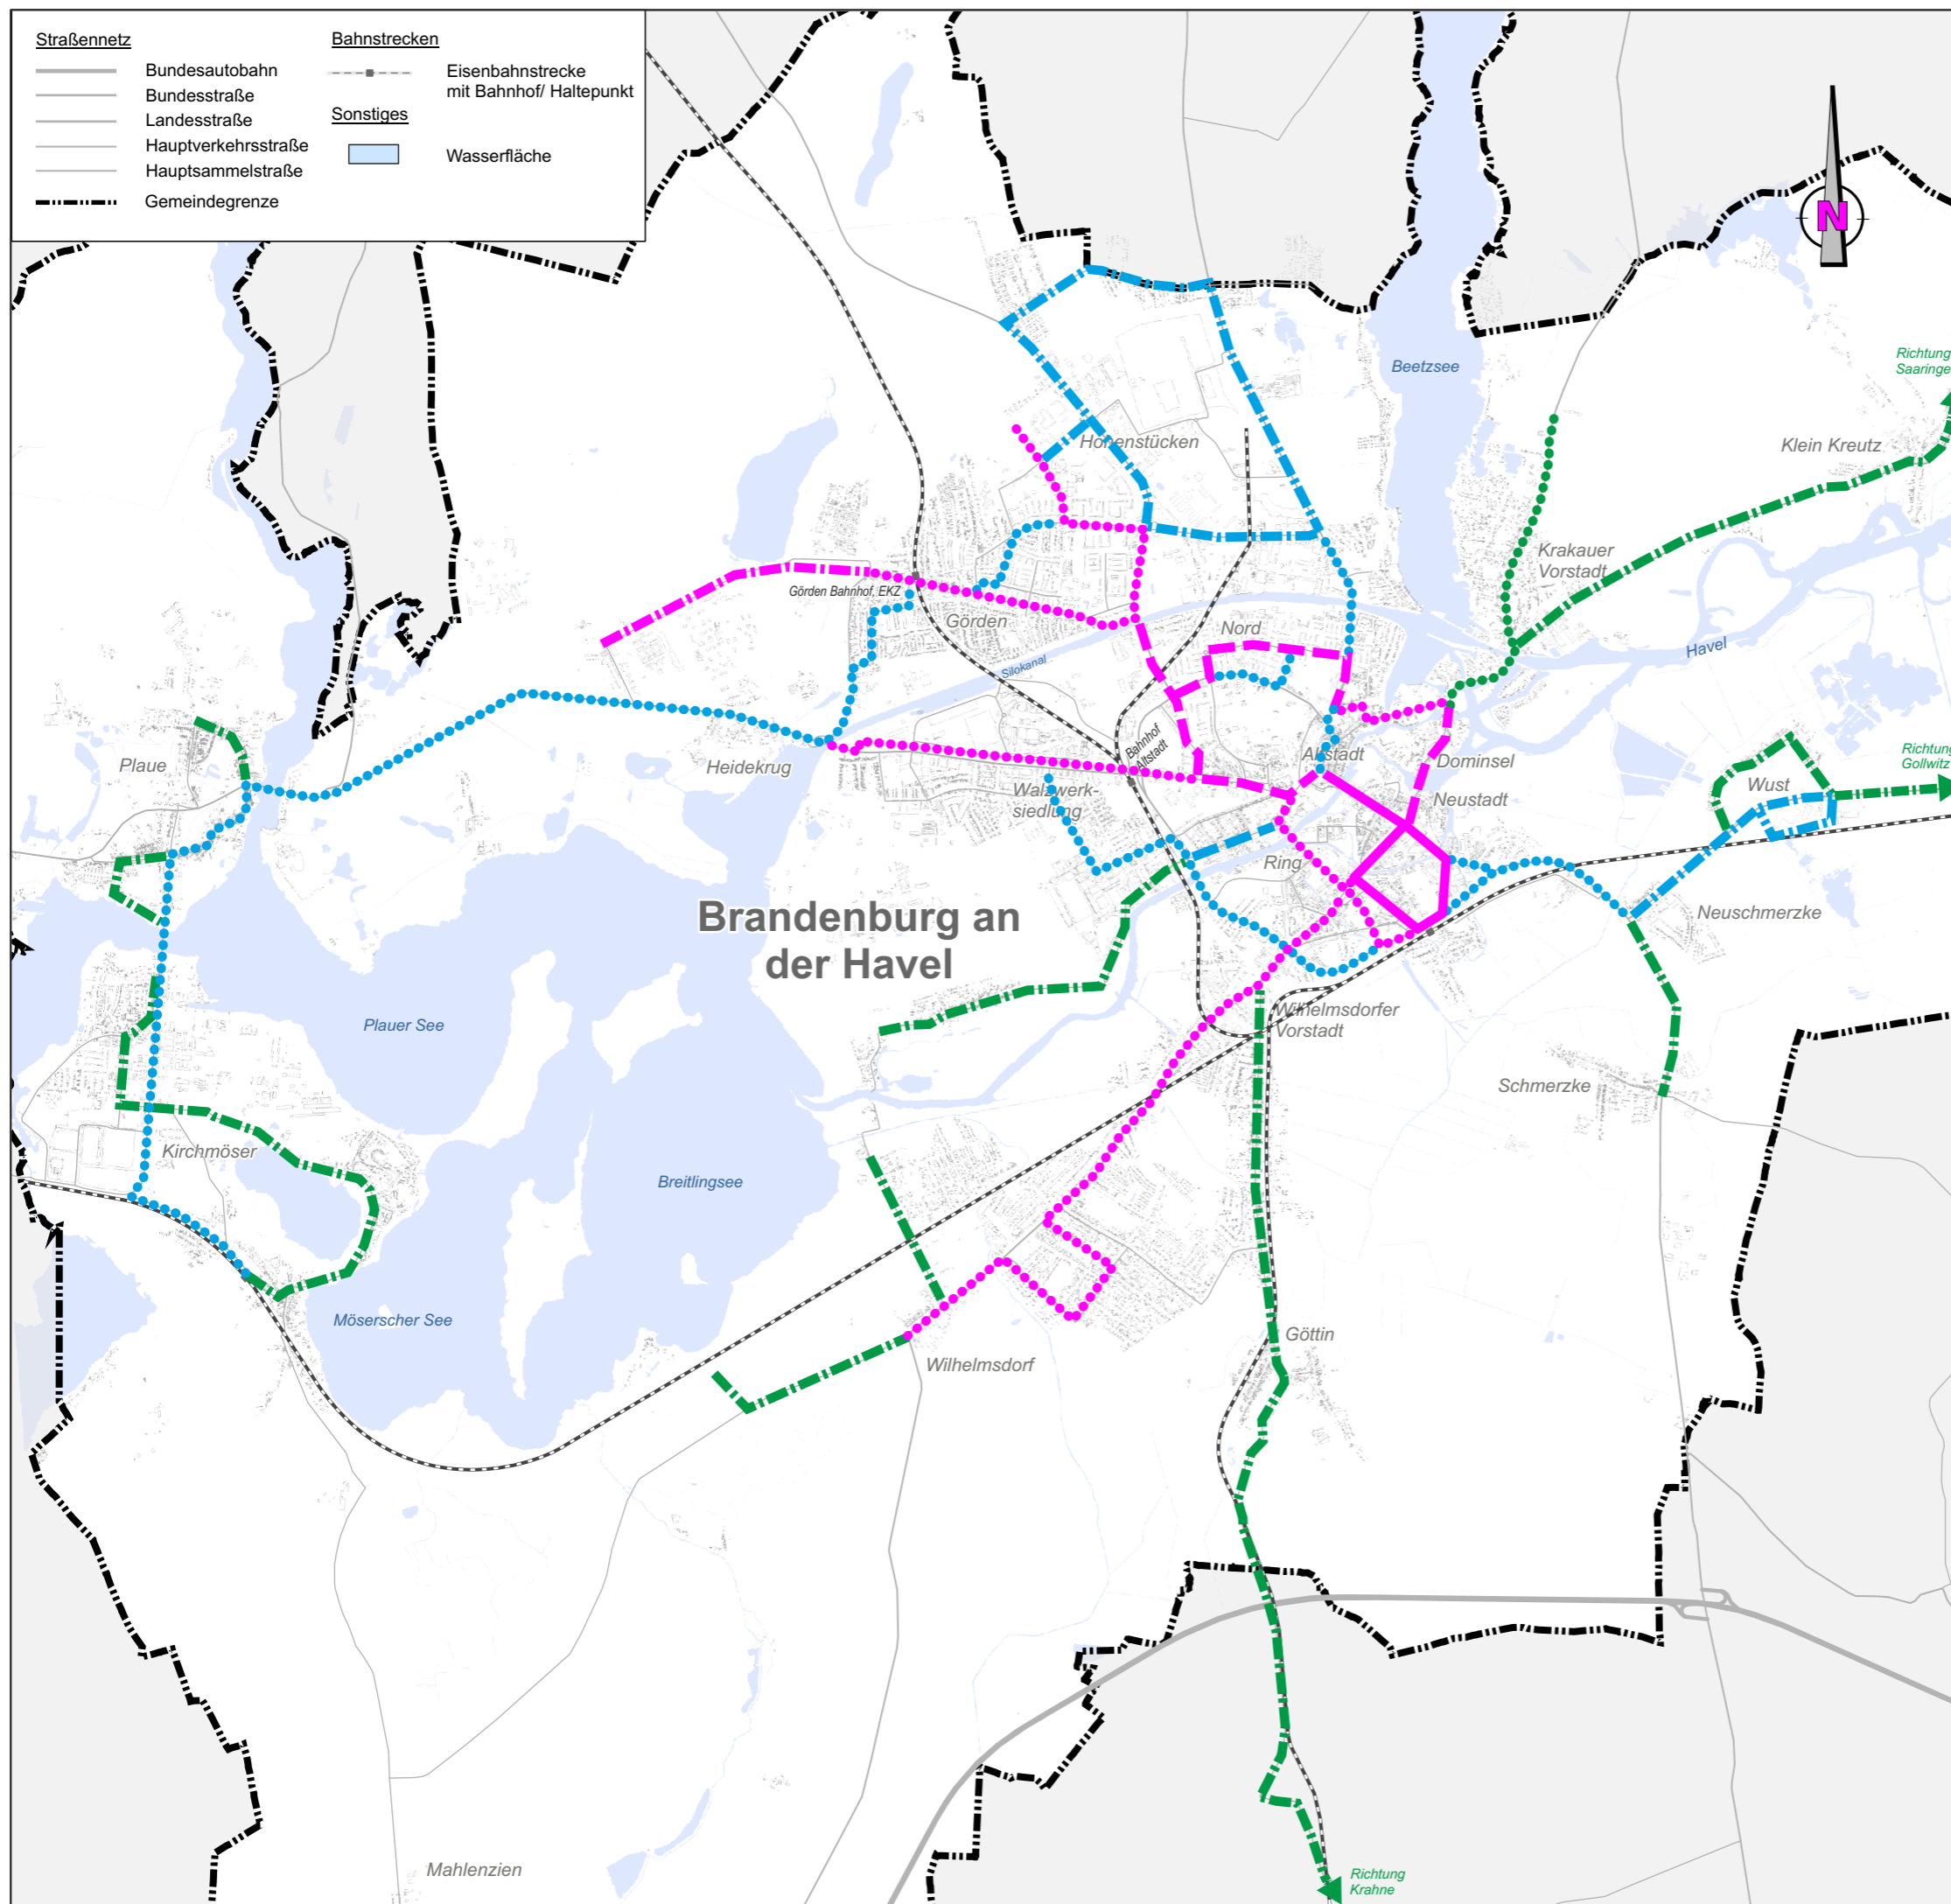 Straßennetz
Bundesautobahn
Bundesstraße
Landesstraße
Hauptverkehrsstraße
Hauptsammelstraße
Gemeindegrenze
Bahnstrecken
Eisenbahnstrecke
mit Bahnhof/ Haltepunkt
Sonstiges
Wasserfläche
N
Beetzsee
Richtung
Saaringe
Klein Kreutz
Hohenstücken
Krakauer
Vorstadt
Görden Bahnhof, EKZ
Görden
Nord
Silokanal
Havel
Plaue
Heidekrug
Bahnhof
Altstadt
Altstadt
Dominsel
Richtung
Gollwitz
Wust
Walzwerk-
siedlung
Neustadt
Ring
Brandenburg an
der Havel
Neuschmerzke
Plauer See
Wilhelmsdorfer
Vorstadt
Schmerzke
Kirchmöser
Breitlingsee
Möserscher See
Göttin
Wilhelmsdorf
Mahlenzien
Richtung
Krahne